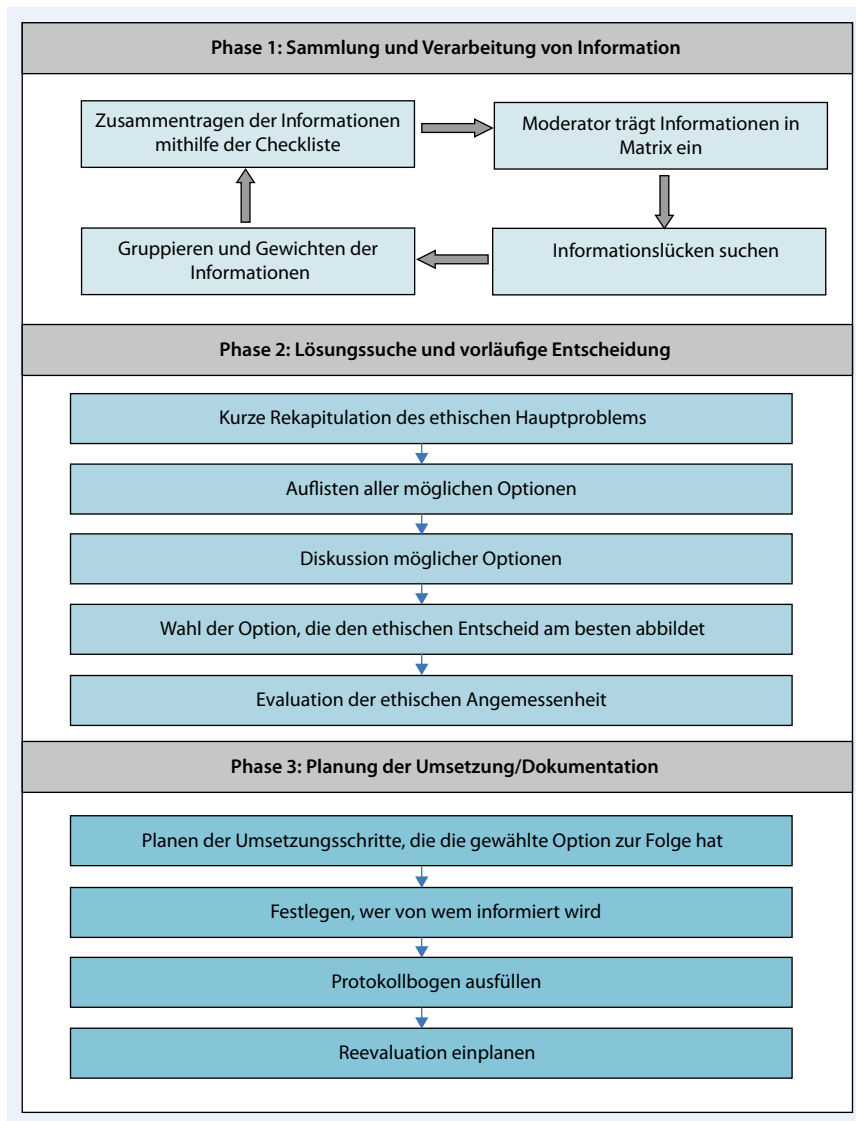 Phase 1: Sammlung und Verarbeitung von Information
Zusammentragen der Informationen
mithilfe der Checkliste
Moderator trägt Informationen in
Matrix ein
Gruppieren und Gewichten der
Informationen
Informationslücken suchen
Phase 2: Lösungssuche und vorläufige Entscheidung
Kurze Rekapitulation des ethischen Hauptproblems
Auflisten aller möglichen Optionen
Diskussion möglicher Optionen
Wahl der Option, die den ethischen Entscheid am besten abbildet
Evaluation der ethischen Angemessenheit
Phase 3: Planung der Umsetzung/Dokumentation
Planen der Umsetzungsschritte, die die gewählte Option zur Folge hat
Festlegen, wer von wem informiert wird
Protokollbogen ausfüllen
Reevaluation einplanen